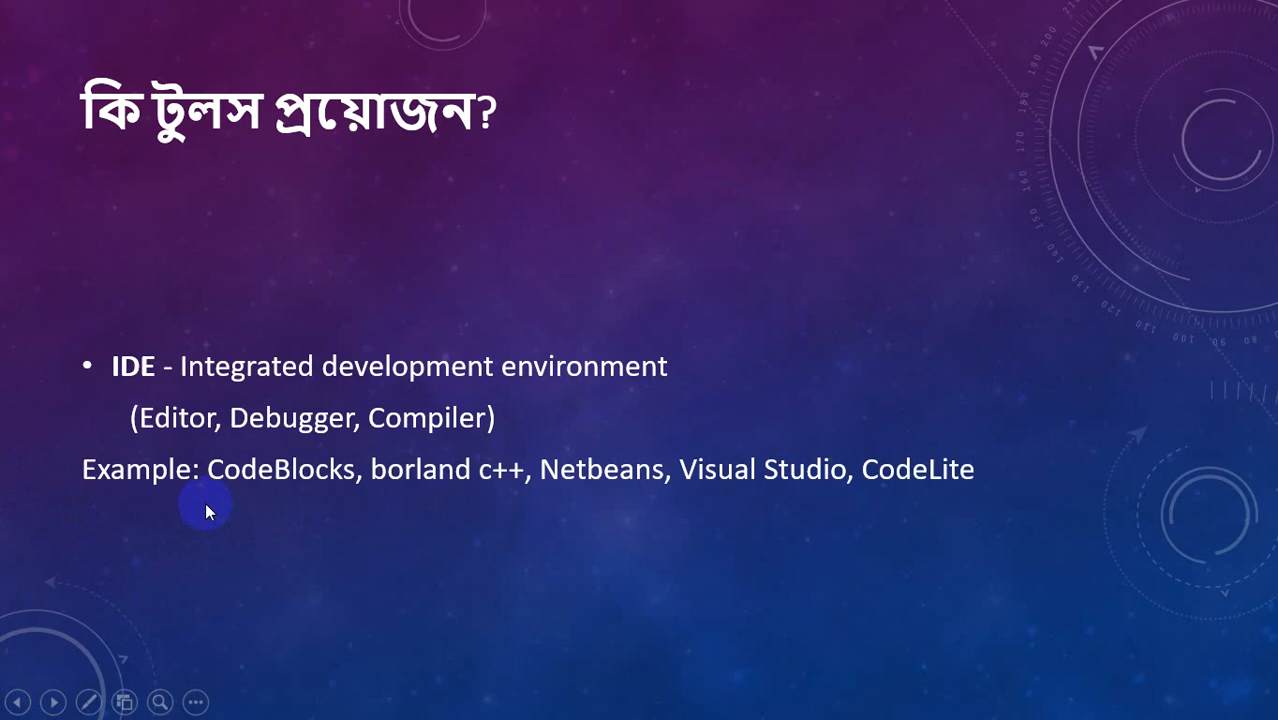 কি টুলস প্রয়োজন?
• IDE - Integrated development environment
(Editor, Debugger, Compiler)
Example: CodeBlocks, borland c++, Netbeans, Visual Studio, CodeLite